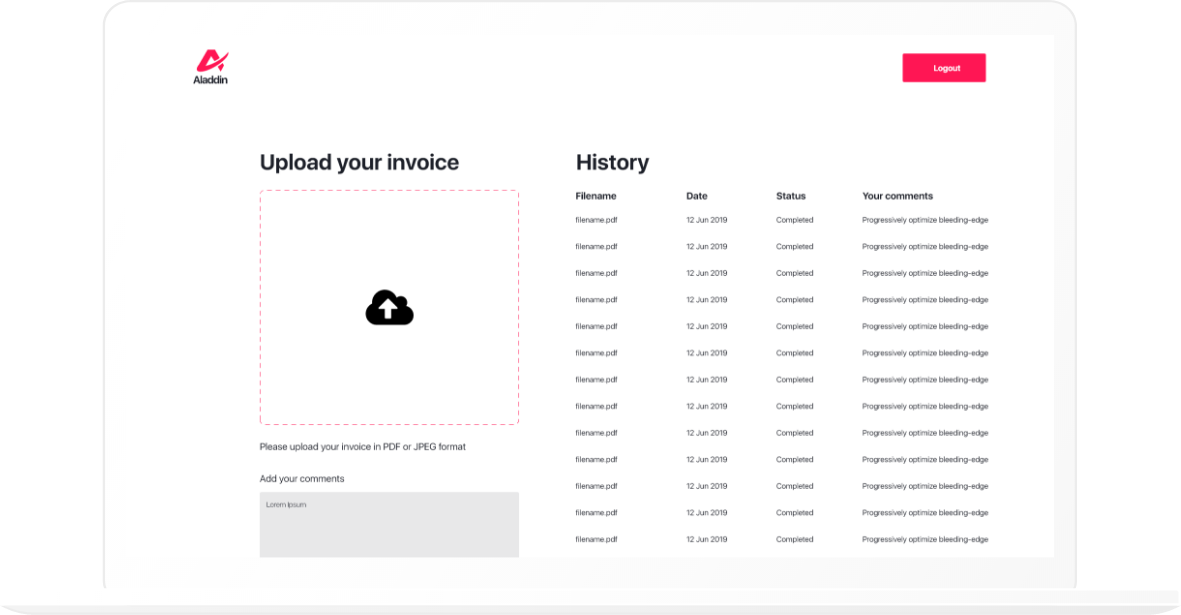 Aladdin
Logout
Upload your invoice
Please upload your invoice in PDF or JPEG format
Add your comments
Lorem Ipsum
History
Filename Date Status Your comments
filename.pdf 12 Jun 2019 Completed Progressively optimize bleeding-edge
filename.pdf 12 Jun 2019 Completed Progressively optimize bleeding-edge
filename.pdf 12 Jun 2019 Completed Progressively optimize bleeding-edge
filename.pdf 12 Jun 2019 Completed Progressively optimize bleeding-edge
filename.pdf 12 Jun 2019 Completed Progressively optimize bleeding-edge
filename.pdf 12 Jun 2019 Completed Progressively optimize bleeding-edge
filename.pdf 12 Jun 2019 Completed Progressively optimize bleeding-edge
filename.pdf 12 Jun 2019 Completed Progressively optimize bleeding-edge
filename.pdf 12 Jun 2019 Completed Progressively optimize bleeding-edge
filename.pdf 12 Jun 2019 Completed Progressively optimize bleeding-edge
filename.pdf 12 Jun 2019 Completed Progressively optimize bleeding-edge
filename.pdf 12 Jun 2019 Completed Progressively optimize bleeding-edge
filename.pdf 12 Jun 2019 Completed Progressively optimize bleeding-edge